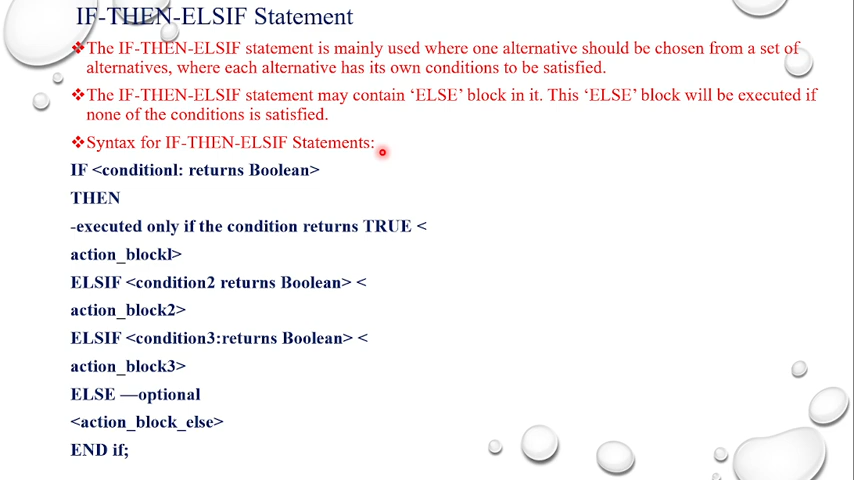 IF-THEN-ELSIF Statement
❖The IF-THEN-ELSIF statement is mainly used where one alternative should be chosen from a set of
alternatives, where each alternative has its own conditions to be satisfied.
❖The IF-THEN-ELSIF statement may contain ‘ELSE’ block in it. This ‘ELSE’ block will be executed if
none of the conditions is satisfied.
❖Syntax for IF-THEN-ELSIF Statements:
IF <conditionl: returns Boolean>
THEN
-executed only if the condition returns TRUE <
action_blockl>
ELSIF <condition2 returns Boolean> <
action_block2>
ELSIF <condition3:returns Boolean> <
action_block3>
ELSE —optional
<action_block_else>
END if;